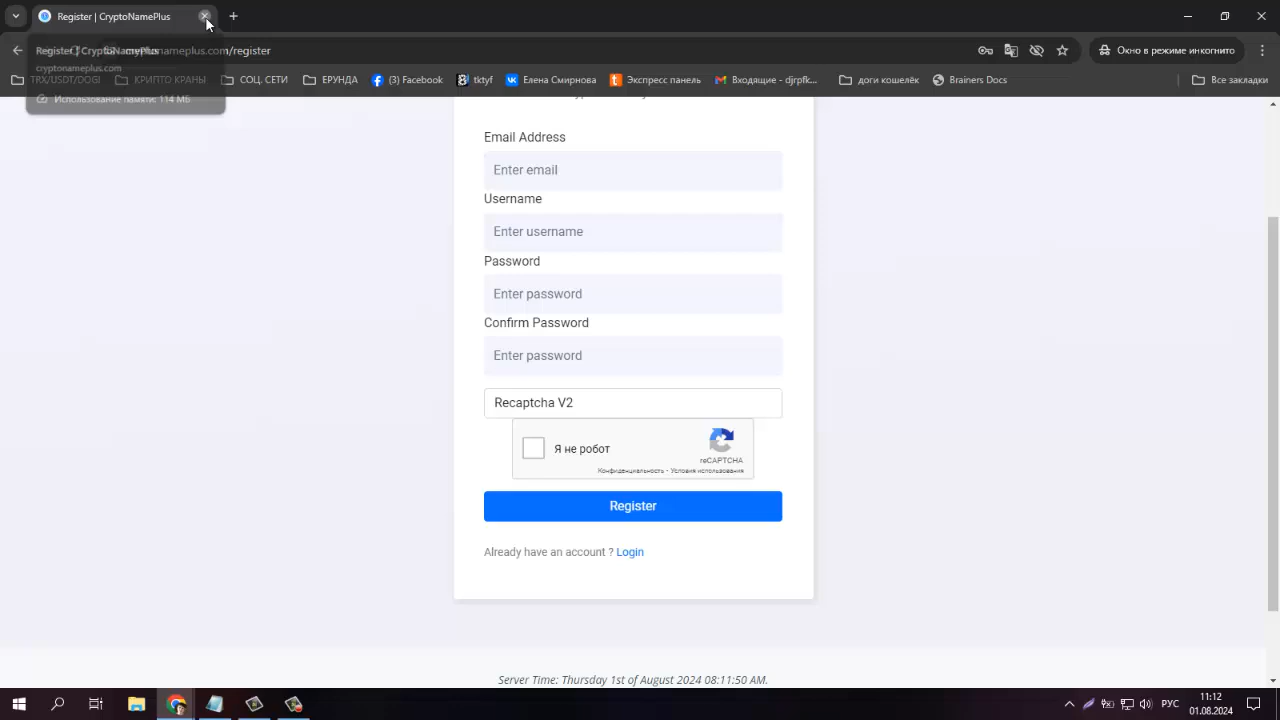 Register | CryptoNamePlus
Register | CryptoNamePlus
cryptonameplus.com/register
cryptonameplus.com
Использование памяти: 114 МБ
Окно в режиме инкогнито
TRX/USTD/DOGI
КРИПТО КРАНЫ
СОЦ. СЕТИ
ЕРУНДА
(3) Facebook
tktyf
Елена Смирнова
Экспресс панель
Входящие - djrpfk...
доги кошелёк
Brainers Docs
Все закладки
Email Address
Enter email
Username
Enter username
Password
Enter password
Confirm Password
Enter password
Recaptcha V2
Я не робот
reCAPTCHA
Конфиденциальность - Условия использования
Register
Already have an account ? Login
Server Time: Thursday 1st of August 2024 08:11:50 AM.
РУС
11:12
01.08.2024